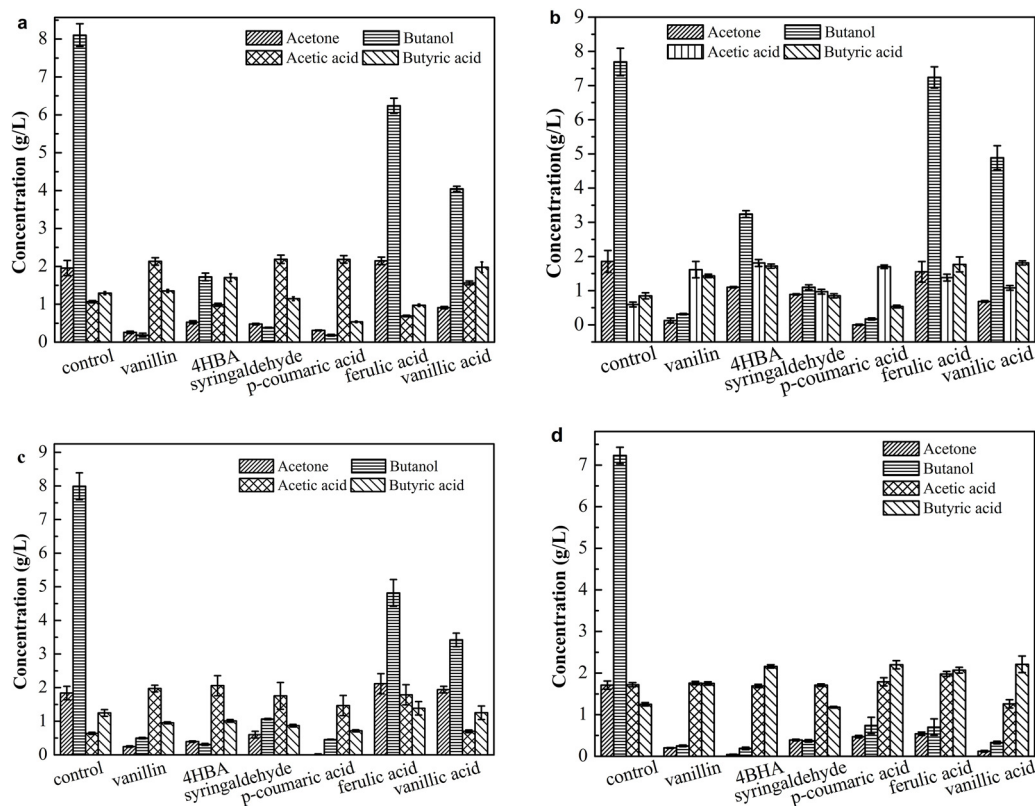 a
Acetone
Butanol
Acetic acid
Butyric acid
Concentration (g/L)
8
7
6
5
4
3
2
1
0
control
vanillin
4HBA
syringaldehyde
p-coumaric acid
ferulic acid
vanillic acid
b
Acetone
Butanol
Acetic acid
Butyric acid
Concentration(g/L)
9
8
7
6
5
4
3
2
1
0
control
vanilin
4HBA
syringaldehyde
p-coumaric acid
ferulic acid
vanillic acid
c
Acetone
Butanol
Acetic acid
Butyric acid
Concentration (g/L)
9
8
7
6
5
4
3
2
1
0
control
vanillin
4HBA
syringaldehyde
p-coumaric acid
ferulic acid
vanillic acid
d
Acetone
Butanol
Acetic acid
Butyric acid
Concentration (g/L)
7
6
5
4
3
2
1
0
control
vanillin
4BHA
syringaldehyde
p-coumaric acid
ferulic acid
vanillic acid